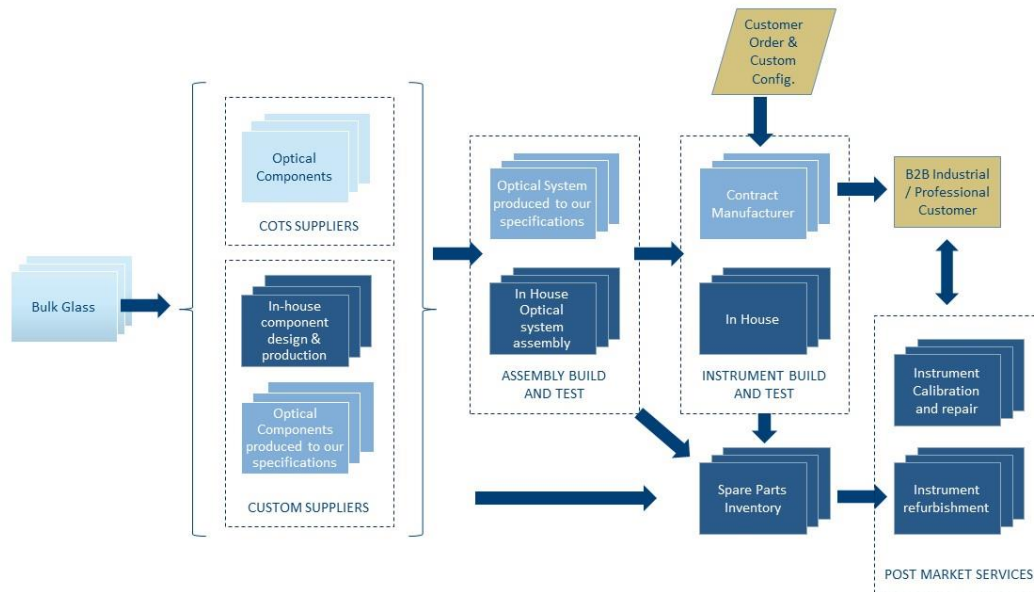 Customer
Order &
Custom
Config.
Optical
Components
COTS SUPPLIERS
Bulk Glass
In-house
component
design &
production
Optical
Components
produced to our
specifications
CUSTOM SUPPLIERS
Optical System
produced to our
specifications
In House
Optical
system
assembly
ASSEMBLY BUILD
AND TEST
Contract
Manufacturer
In House
INSTRUMENT BUILD
AND TEST
B2B Industrial
/ Professional
Customer
Spare Parts
Inventory
Instrument
Calibration
and repair
Instrument
refurbishment
POST MARKET SERVICES